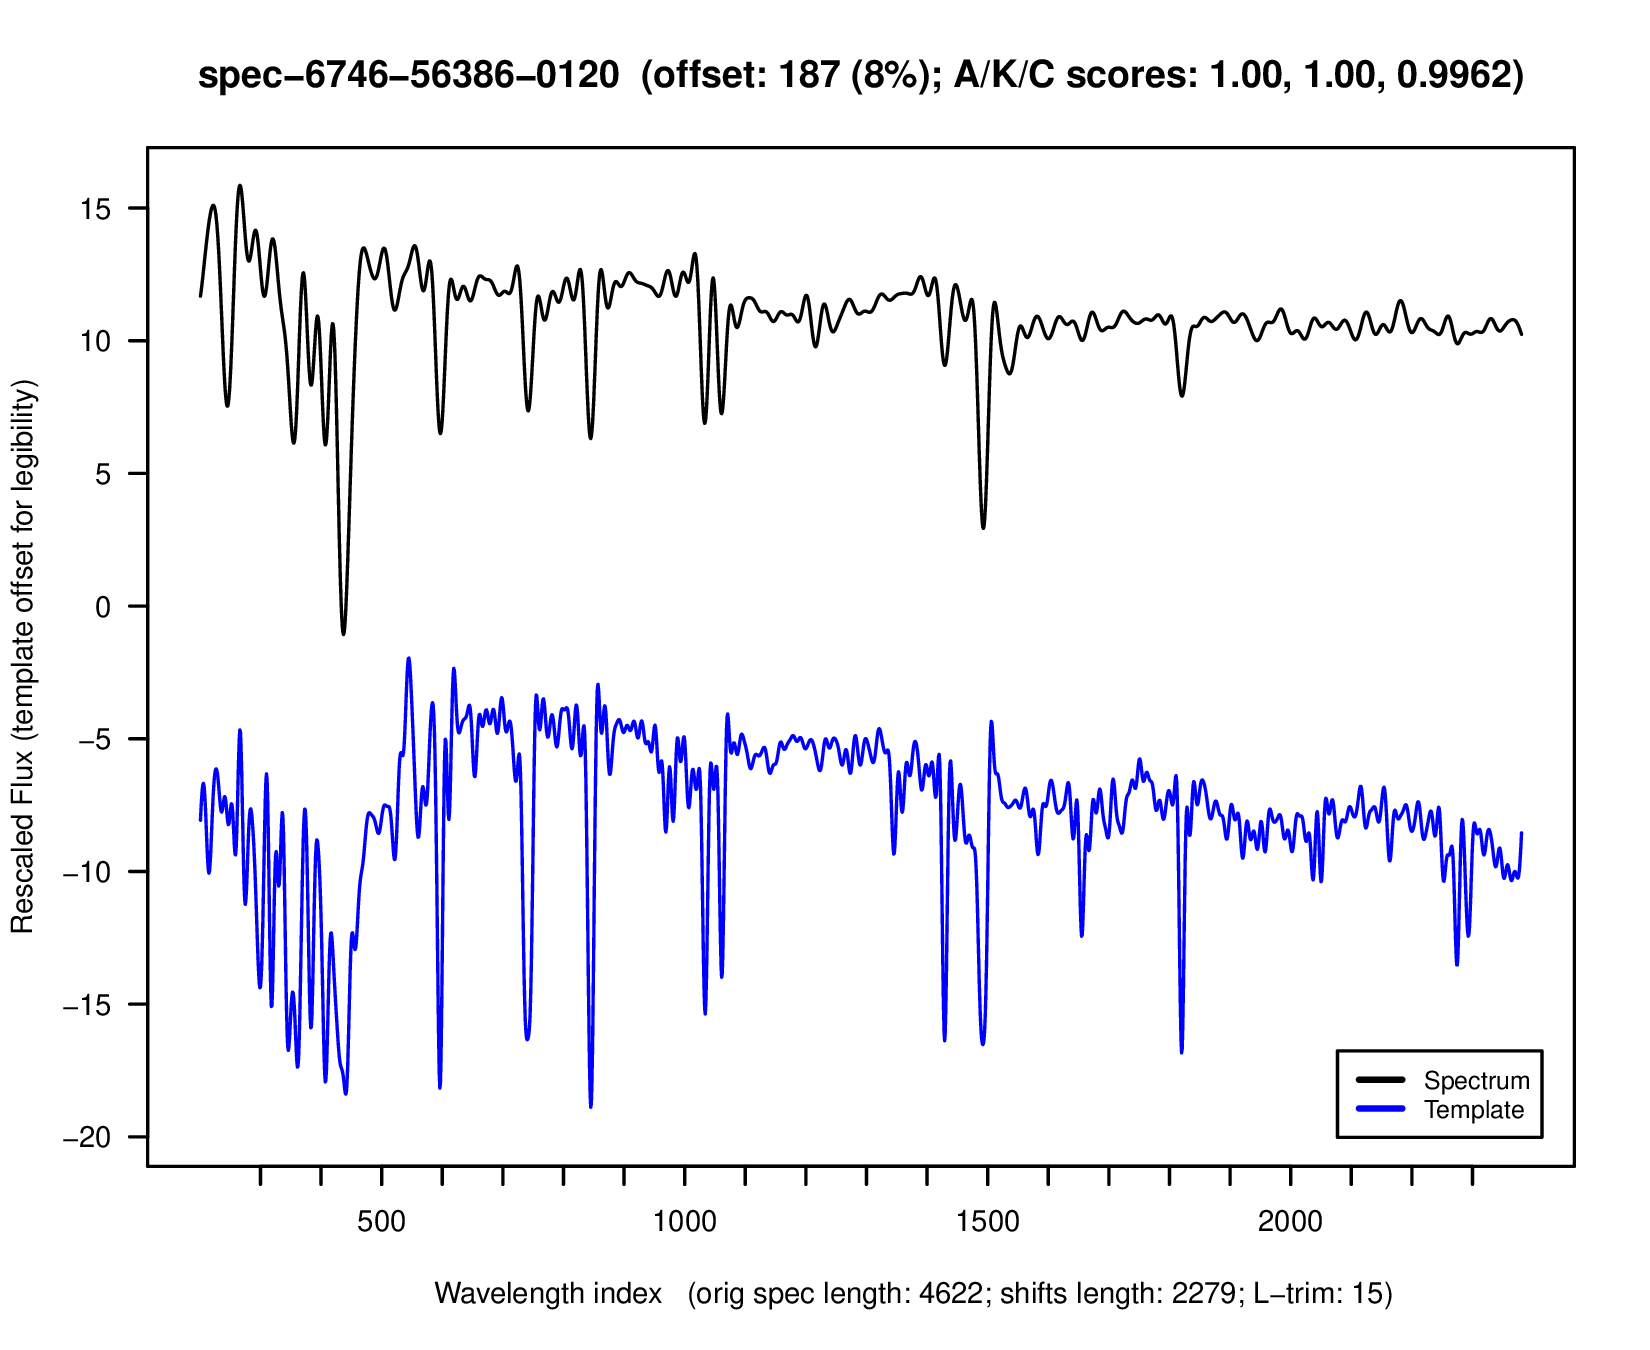 spec−6746−56386−0120 (offset: 187 (8%); A/K/C scores: 1.00, 1.00, 0.9962)
Rescaled Flux (template offset for legibility)
15
10
5
0
−5
−10
−15
−20
Spectrum
Template
500 1000 1500 2000
Wavelength index (orig spec length: 4622; shifts length: 2279; L−trim: 15)